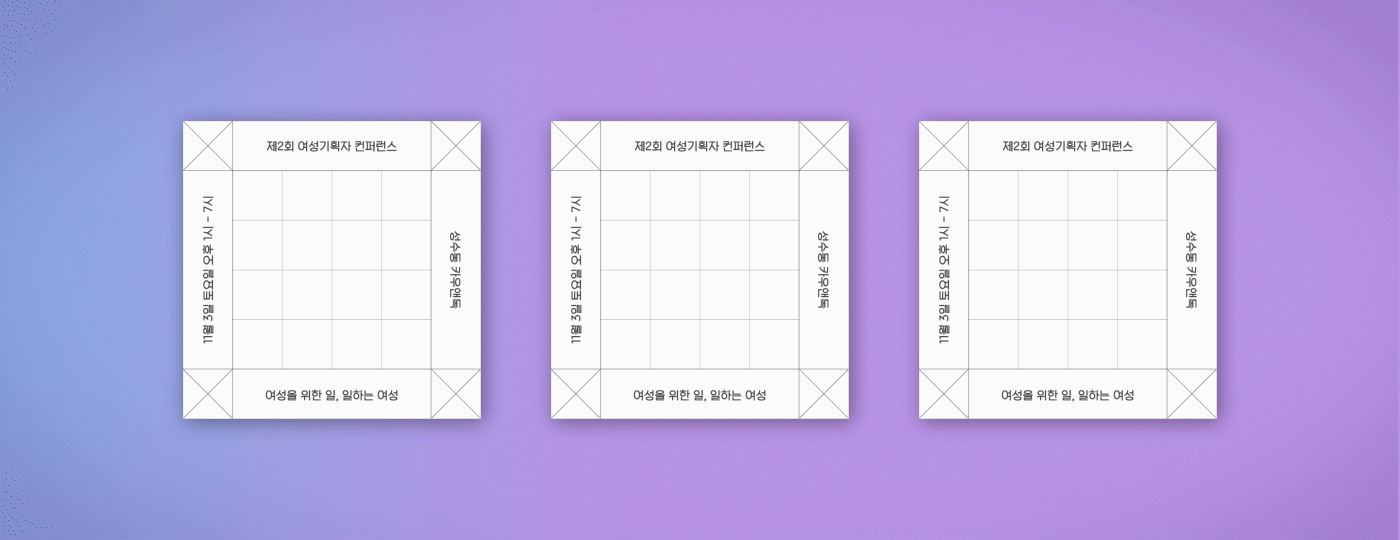 제2회 여성기획자 컨퍼런스
11월 3일 토요일 오후 1시 - 7시
성수동 카우앤독
여성을 위한 일, 일하는 여성
제2회 여성기획자 컨퍼런스
11월 3일 토요일 오후 1시 - 7시
성수동 카우앤독
여성을 위한 일, 일하는 여성
제2회 여성기획자 컨퍼런스
11월 3일 토요일 오후 1시 - 7시
성수동 카우앤독
여성을 위한 일, 일하는 여성